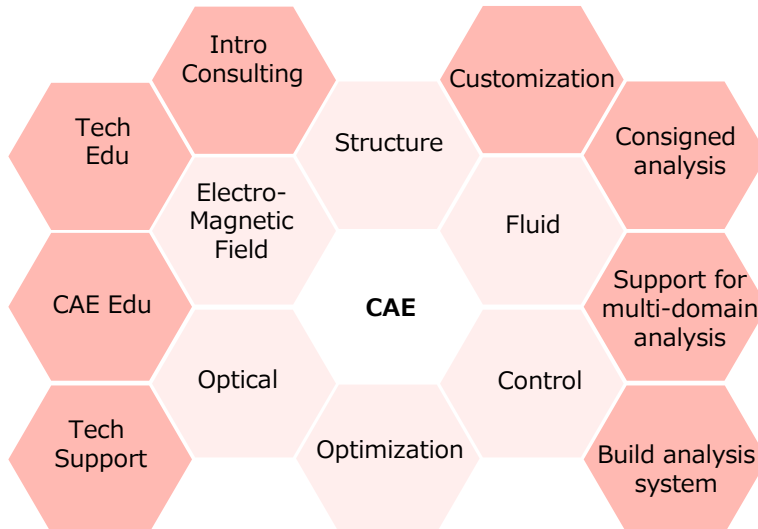 Intro
Consulting
Customization
Tech
Edu
Structure
Consigned
analysis
Electro-
Magnetic
Field
Fluid
CAE Edu
CAE
Support for
multi-domain
analysis
Optical
Control
Tech
Support
Optimization
Build analysis
system